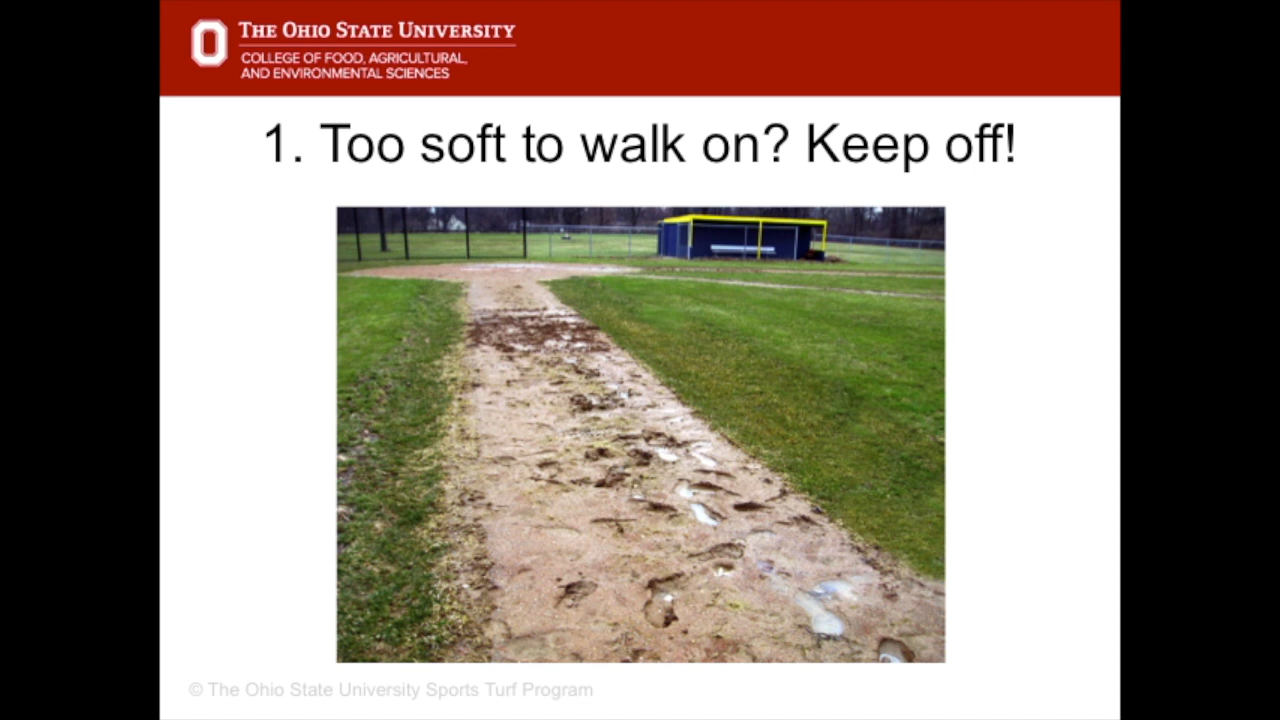 THE OHIO STATE UNIVERSITY
COLLEGE OF FOOD, AGRICULTURAL,
AND ENVIRONMENTAL SCIENCES
1. Too soft to walk on? Keep off!
© The Ohio State University Sports Turf Program